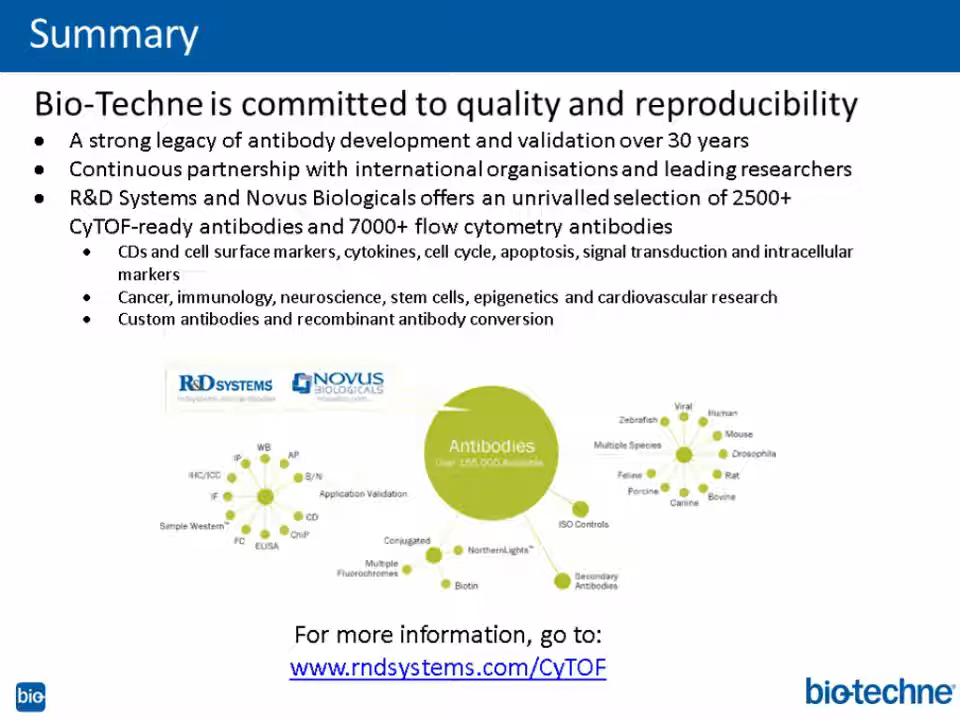 Summary
Bio-Techne is committed to quality and reproducibility
• A strong legacy of antibody development and validation over 30 years
• Continuous partnership with international organisations and leading researchers
• R&D Systems and Novus Biologicals offers an unrivalled selection of 2500+
CyTOF-ready antibodies and 7000+ flow cytometry antibodies
• CDs and cell surface markers, cytokines, cell cycle, apoptosis, signal transduction and intracellular
markers
• Cancer, immunology, neuroscience, stem cells, epigenetics and cardiovascular research
• Custom antibodies and recombinant antibody conversion
R&D SYSTEMS
NOVUS
BIOLOGICALS
Antibodies
Viral
Human
Zebrafish
Mouse
Multiple Species
Drosophila
Feline
Rat
Porcine
Bovine
Canine
WB
IP
AP
IHC/ICC
B/N
Application Validation
IF
CD
Simple Western™
ChIP
FC
ELISA
ISO Controls
Conjugated
NorthernLights™
Multiple
Fluorochromes
Biotin
Secondary
Antibodies
For more information, go to:
www.rndsystems.com/CyTOF
bio
bio-techne®